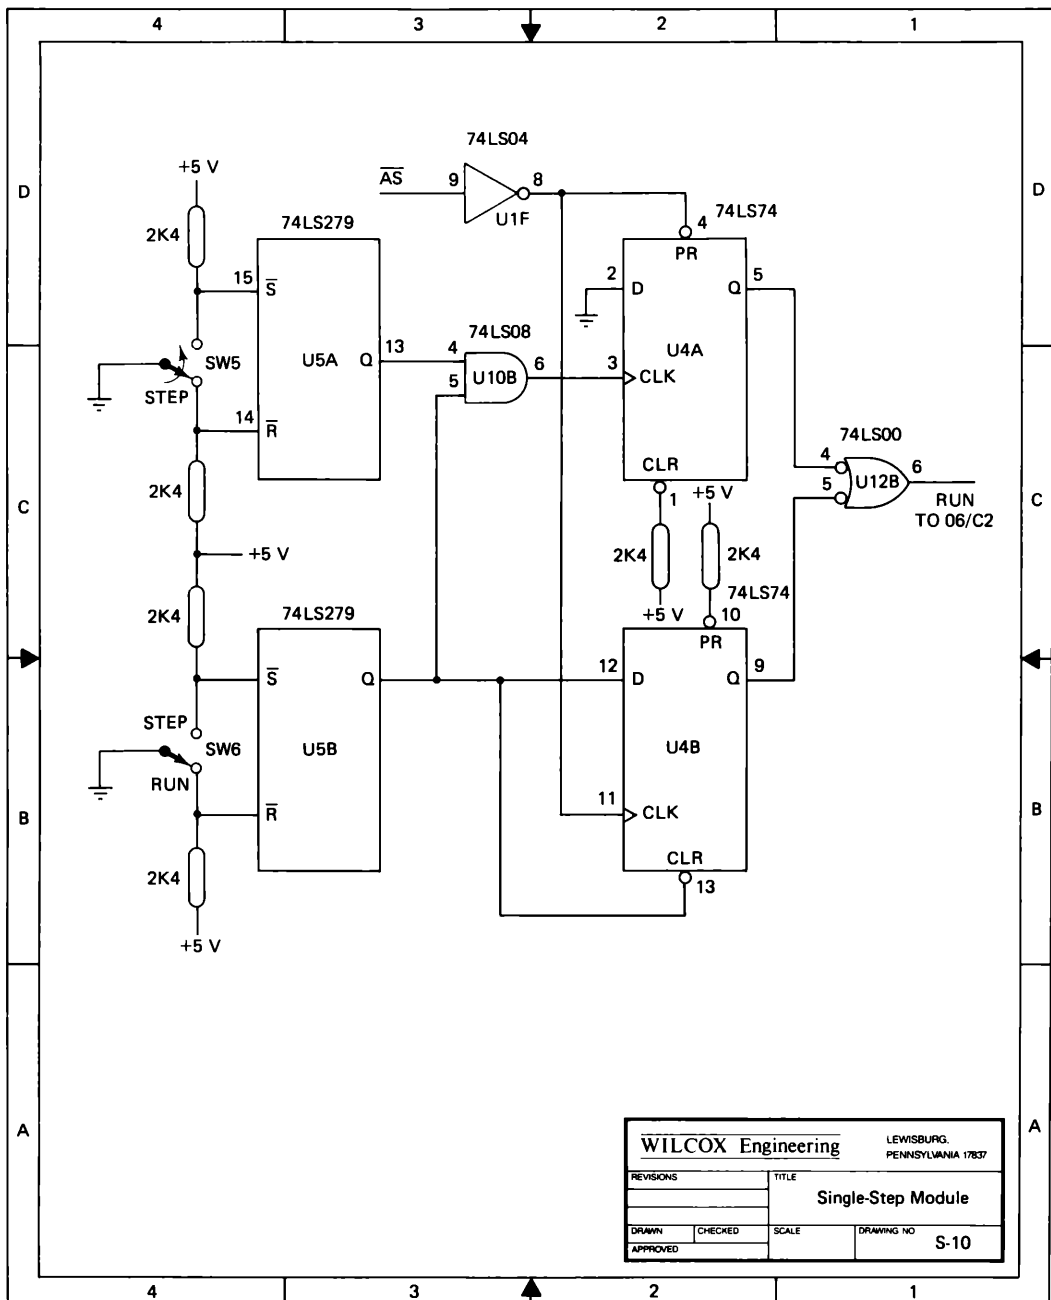 4 3 2 1
D D
C C
B B
A A
74LS04
+5 V
AS
9 8
U1F
74LS74
4
PR
2K4
74LS279
15 S
2 D Q 5
74LS08
SW5
U5A Q 13
4
5
U10B 6
U4A
3 CLK
STEP
14 R
74LS00
4
5
U12B 6
RUN
TO 06/C2
CLR
1
+5 V
2K4
2K4 2K4
+5 V
+5 V
74LS74
10
PR
2K4
74LS279
S Q
12 D Q 9
STEP
SW6
U5B
U4B
RUN
11 CLK
R
CLR
13
2K4
+5 V
WILCOX Engineering
LEWISBURG,
PENNSYLVANIA 17837
REVISIONS
TITLE
Single-Step Module
DRAWN CHECKED SCALE DRAWING NO
S-10
APPROVED
4 3 2 1